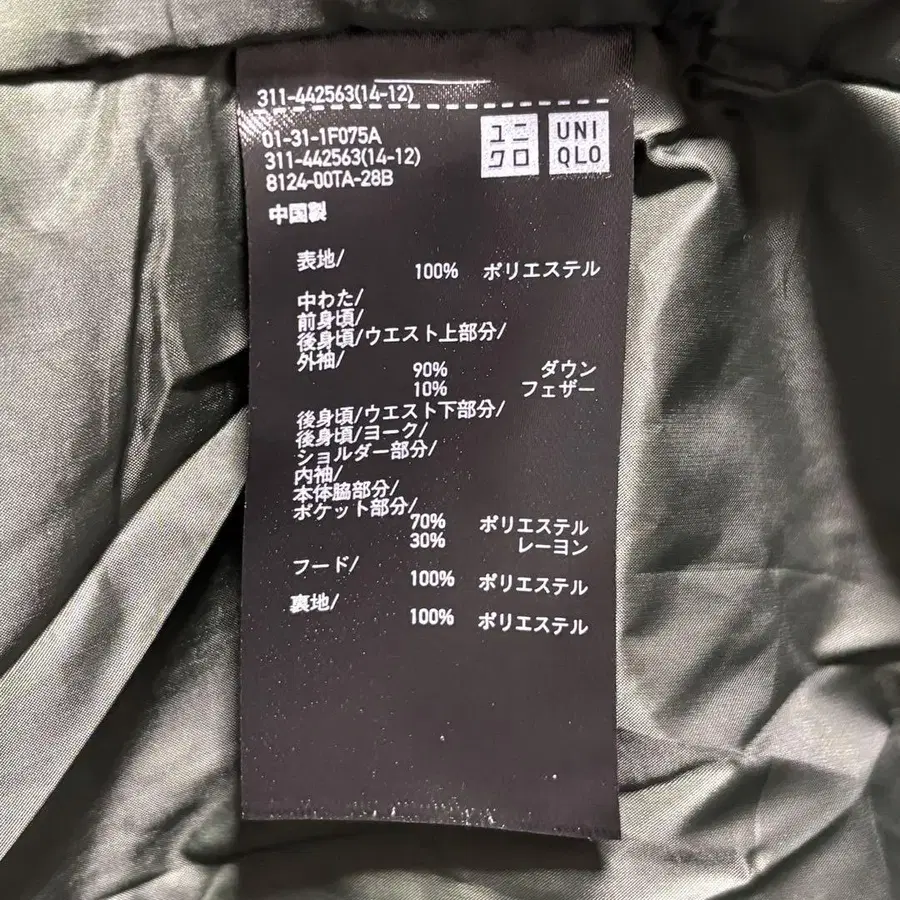 311-442563(14-12)
01-31-1F075A
311-442563(14-12)
8124-00TA-28B
ユニクロ
UNIQLO
中国製
表地/
100% ポリエステル
中わた/
前身頃/
後身頃/ウエスト上部分/
外袖/
90% ダウン
10% フェザー
後身頃/ウエスト下部分/
後身頃/ヨーク/
ショルダー部分/
内袖/
本体脇部分/
ポケット部分/
70% ポリエステル
30% レーヨン
フード/
100% ポリエステル
裏地/
100% ポリエステル